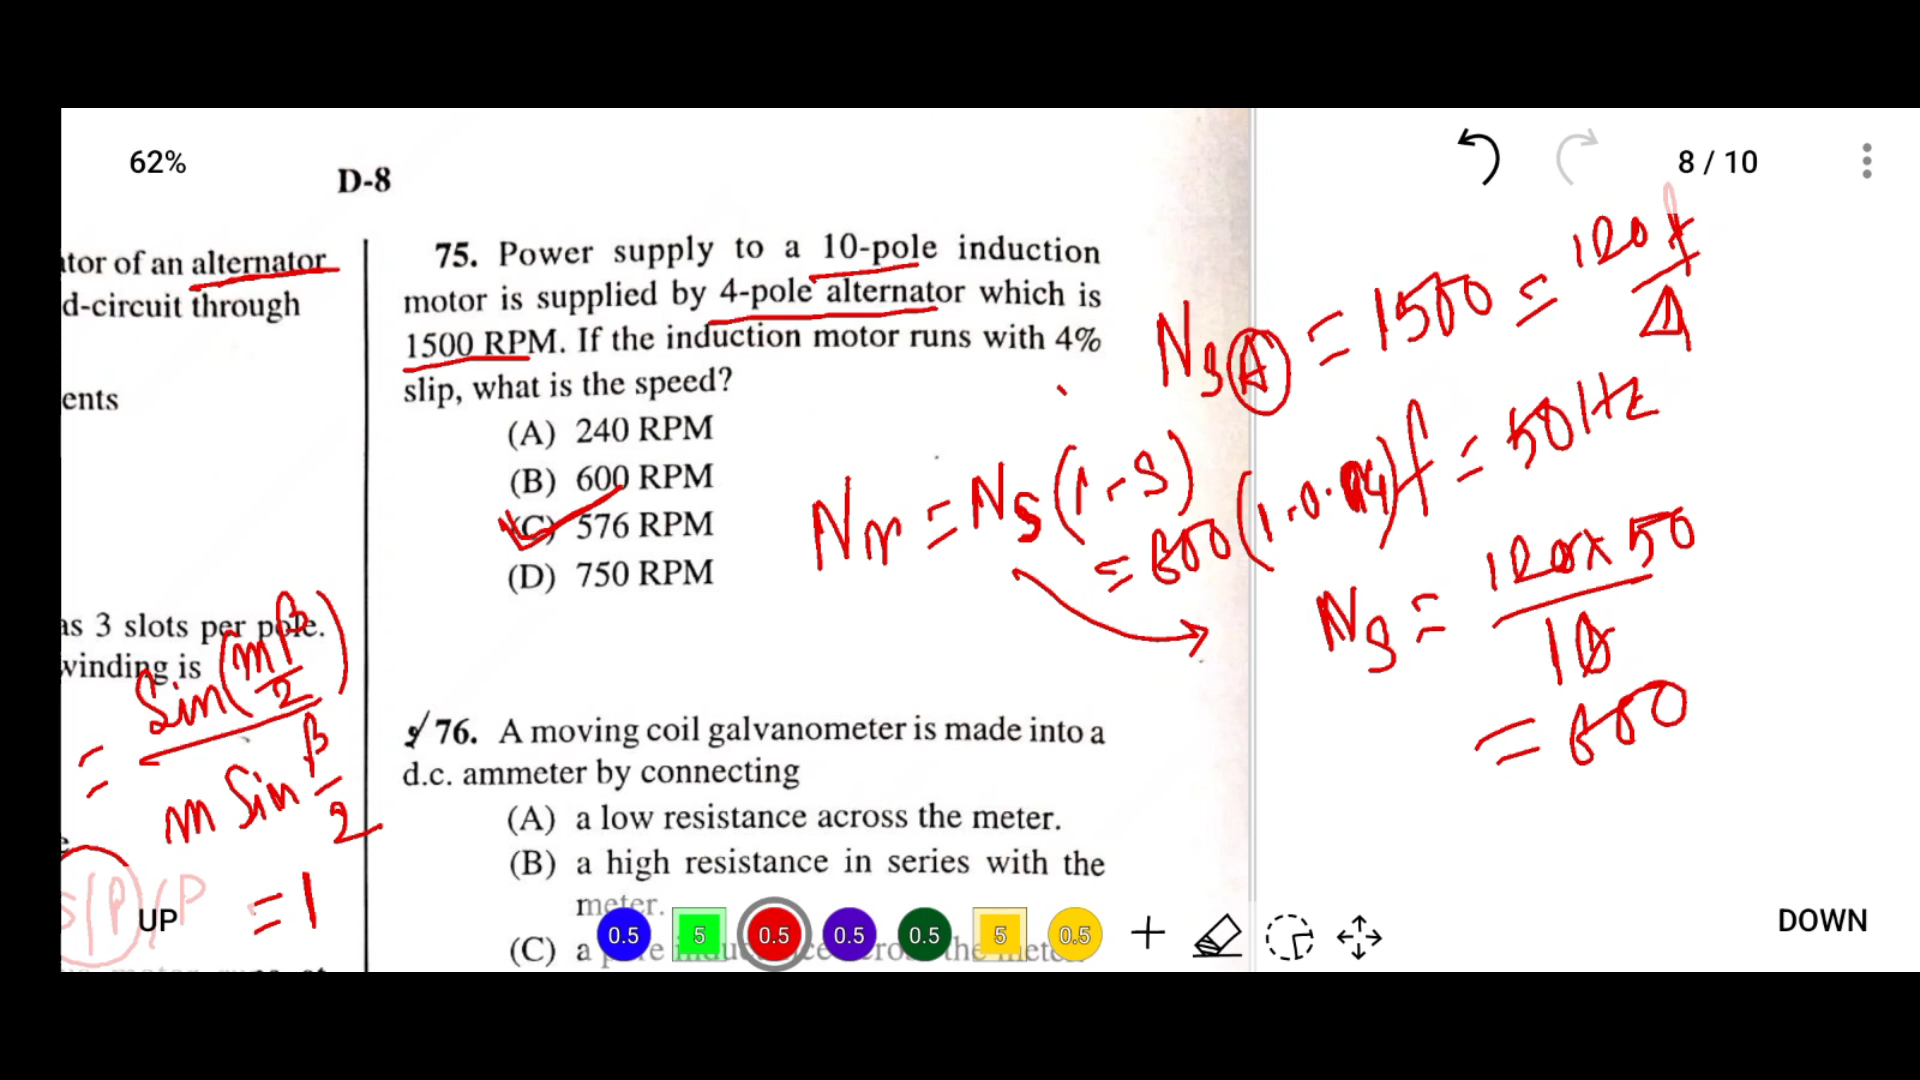 62%
D-8
8 / 10
tor of an alternator
d-circuit through
ents
as 3 slots per pole.
winding is
= Sin(mβ/2)
m Sin β/2
= 1
UP
75. Power supply to a 10-pole induction
motor is supplied by 4-pole alternator which is
1500 RPM. If the induction motor runs with 4%
slip, what is the speed?
(A) 240 RPM
(B) 600 RPM
(C) 576 RPM
(D) 750 RPM
76. A moving coil galvanometer is made into a
d.c. ammeter by connecting
(A) a low resistance across the meter.
(B) a high resistance in series with the
meter.
(C) a
NS(A) = 1500 = 120f/4
f = 50Hz
Nr = NS(1-S)
= 600(1-0.04)
NS = 120x50/10
= 600
0.5 5 0.5 0.5 0.5 5 0.5
DOWN